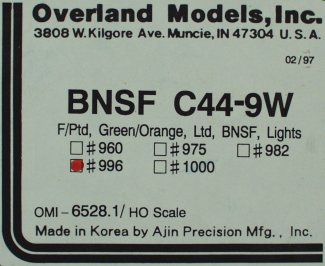 Overland Models, Inc.
3808 W. Kilgore Ave. Muncie, IN 47304 U.S.A.
02/97
BNSF C44-9W
F/Ptd, Green/Orange, Ltd, BNSF, Lights
#960 #975 #982
#996 #1000
OMI - 6528.1/ HO Scale
Made in Korea by Ajin Precision Mfg., Inc.